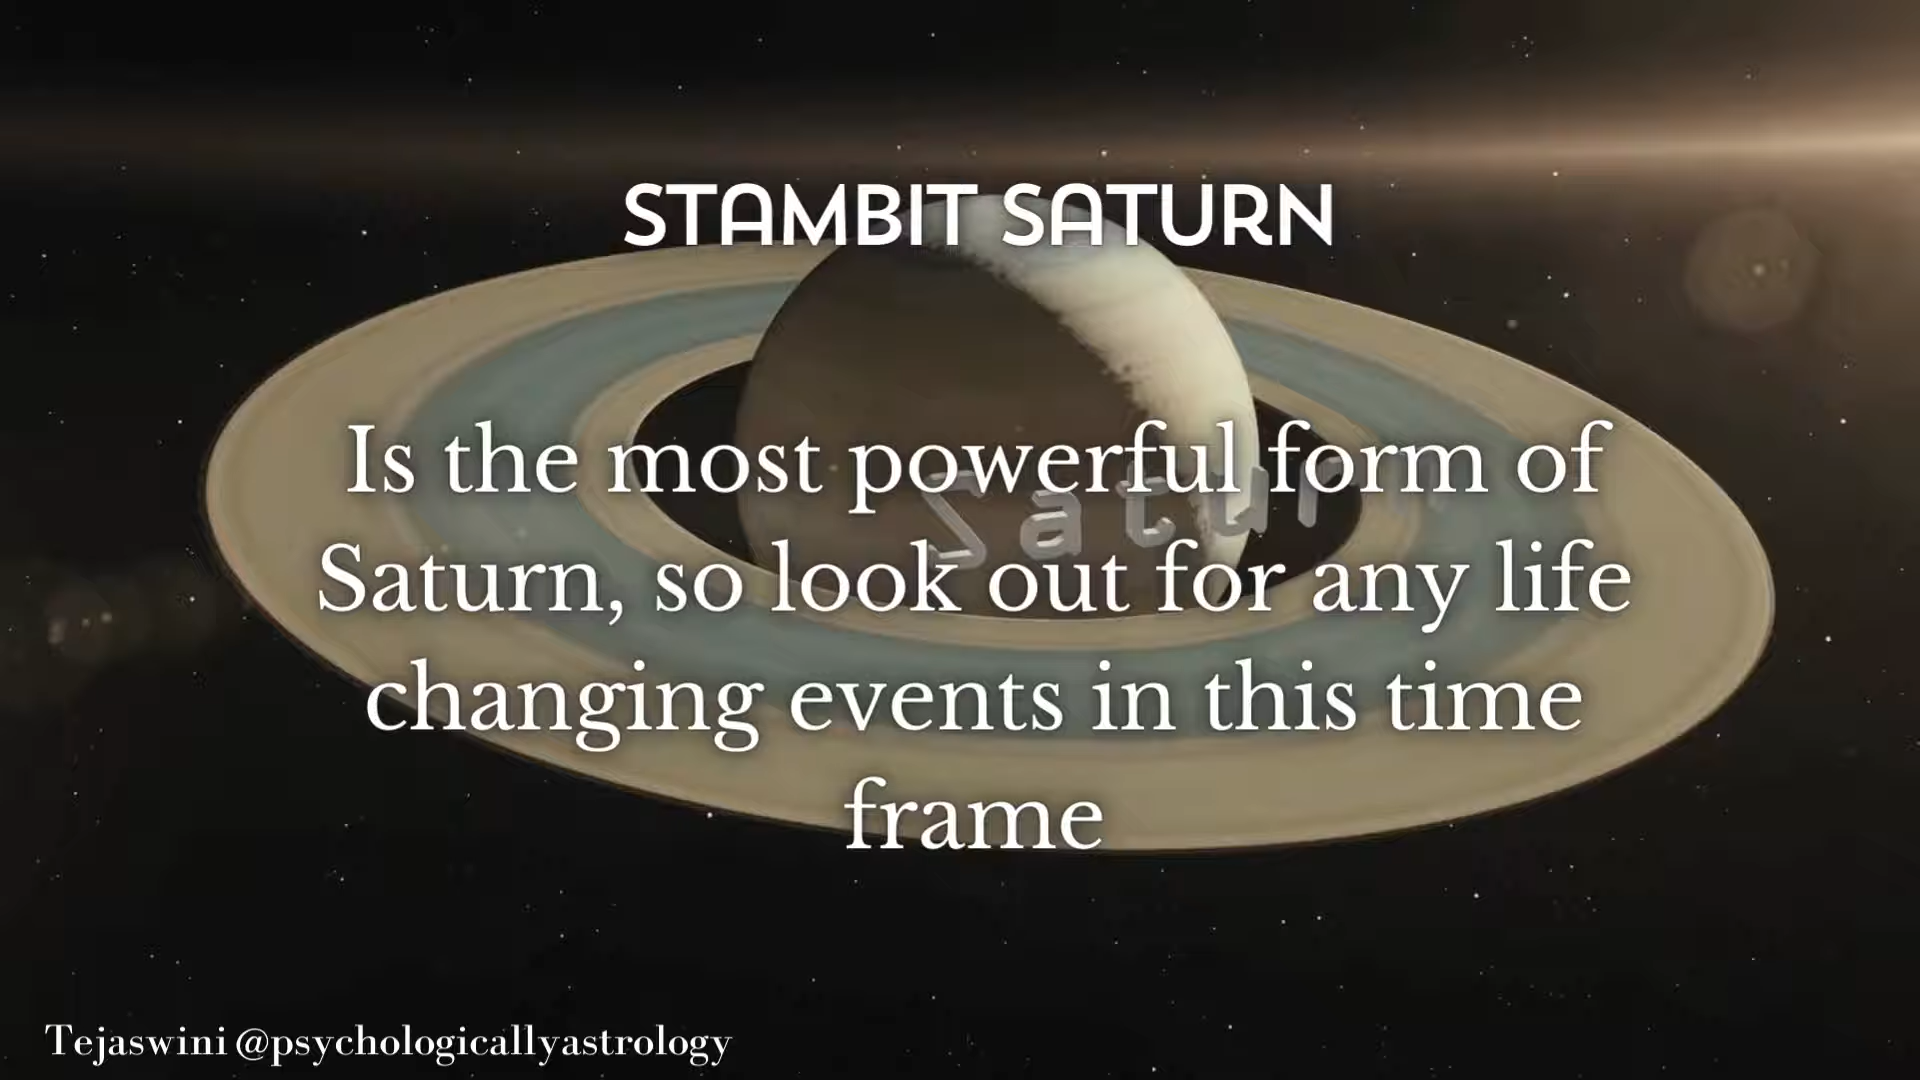 STAMBIT SATURN
Is the most powerful form of
Saturn, so look out for any life
changing events in this time
frame
Saturn
Tejaswini @psychologicallyastrology